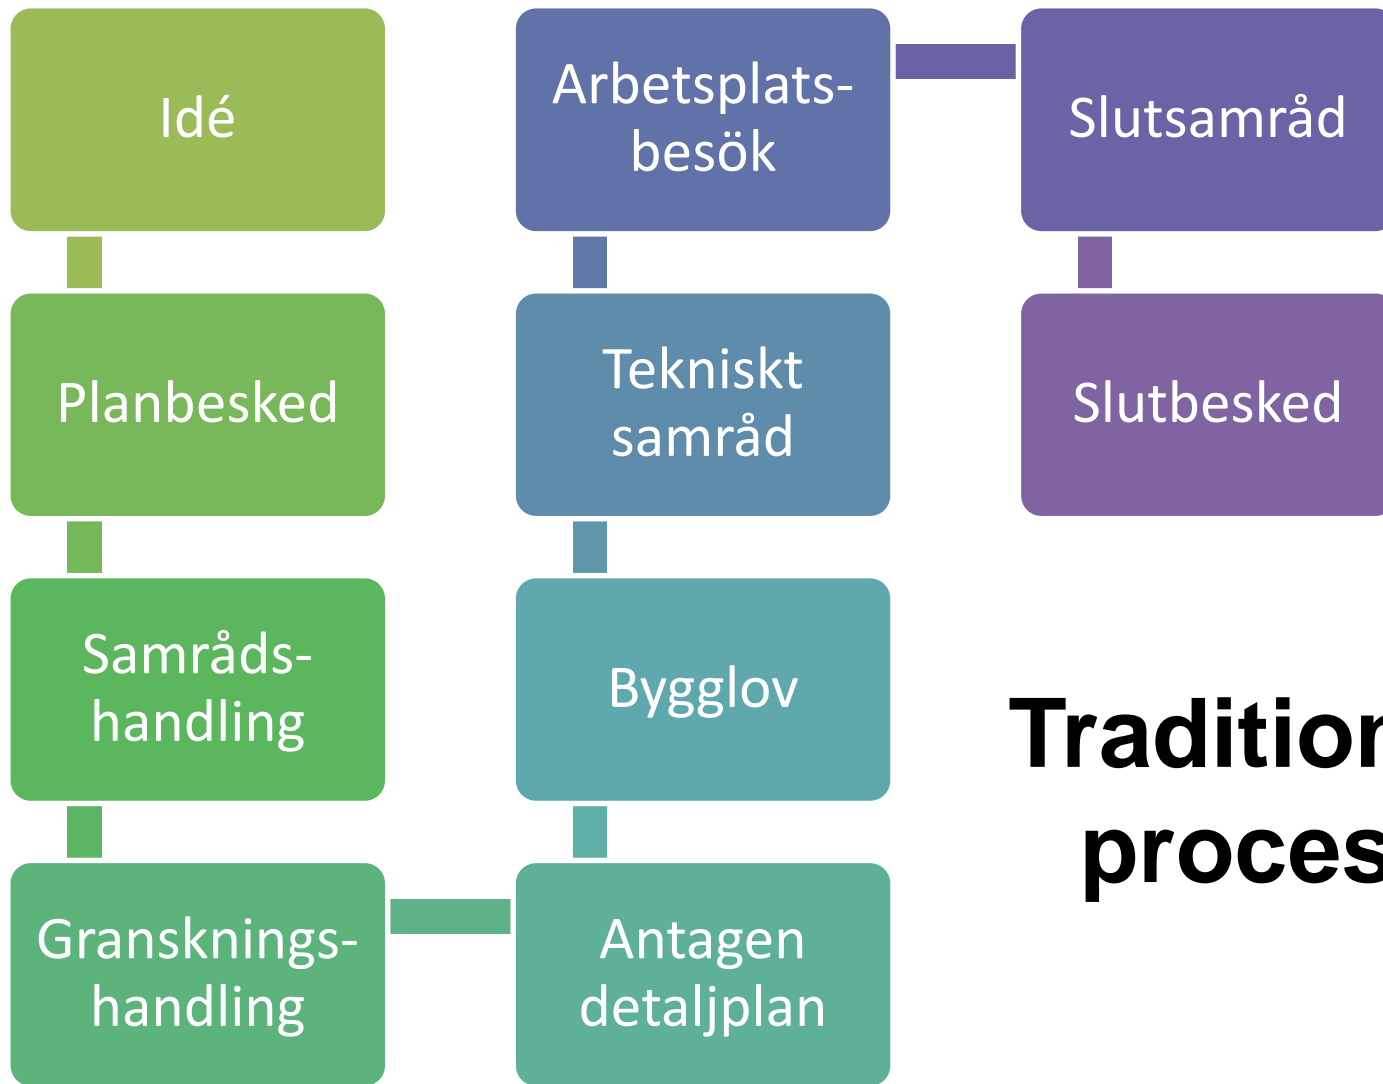 Idé
Planbesked
Samråds-
handling
Gransknings-
handling
Antagen
detaljplan
Bygglov
Tekniskt
samråd
Arbetsplats-
besök
Slutsamråd
Slutbesked